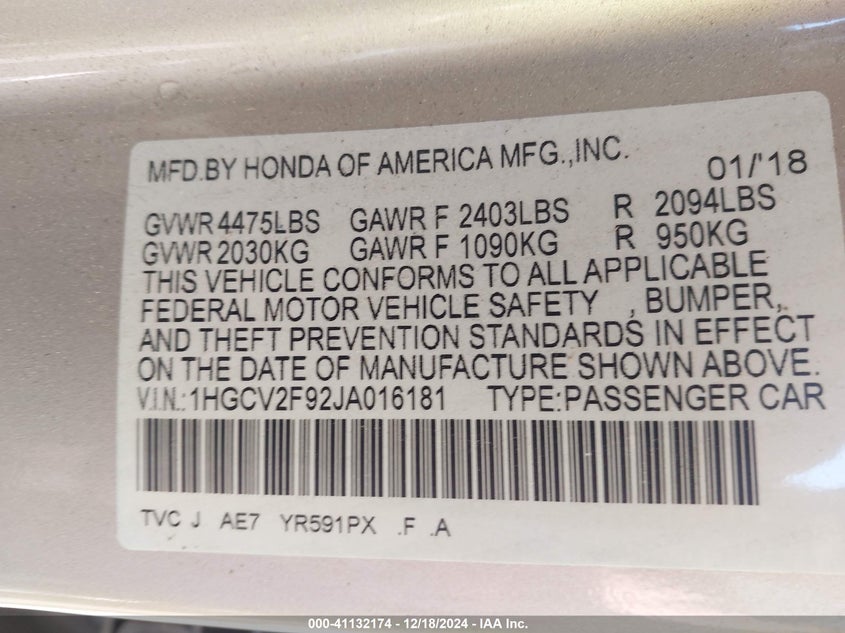 MFD.BY HONDA OF AMERICA MFG.,INC. 01/'18
GVWR 4475LBS GAWR F 2403LBS R 2094LBS
GVWR 2030KG GAWR F 1090KG R 950KG
THIS VEHICLE CONFORMS TO ALL APPLICABLE
FEDERAL MOTOR VEHICLE SAFETY , BUMPER,
AND THEFT PREVENTION STANDARDS IN EFFECT
ON THE DATE OF MANUFACTURE SHOWN ABOVE.
V.I.N.:1HGCV2F92JA016181 TYPE:PASSENGER CAR
TVC J AE7 YR591PX .F .A
000-41132174 - 12/18/2024 - IAA Inc.